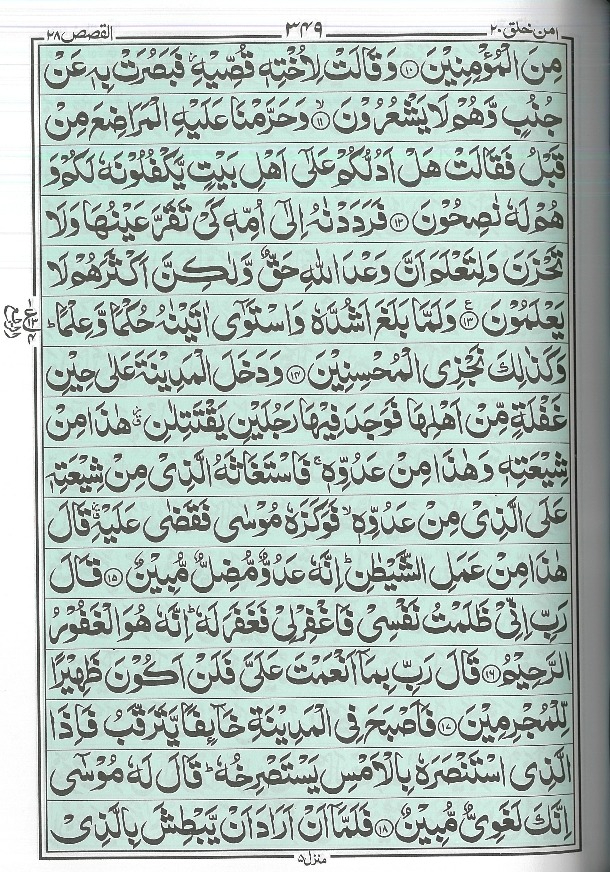 امن خلق ٢٠ ٣٤٩ القصص ٢٨
مِنَ الْمُؤْمِنِيْنَ ۝١٠ وَقَالَتْ لِاُخْتِهٖ قُصِّيْهِ ز فَبَصُرَتْ بِهٖ عَنْ
جُنُبٍ وَّهُمْ لَا يَشْعُرُوْنَ ۙ۝١١ وَحَرَّمْنَا عَلَيْهِ الْمَرَاضِعَ مِنْ
قَبْلُ فَقَالَتْ هَلْ اَدُلُّكُمْ عَلٰٓى اَهْلِ بَيْتٍ يَّكْفُلُوْنَهٗ لَكُمْ وَ
هُمْ لَهٗ نٰصِحُوْنَ ۝١٢ فَرَدَدْنٰهُ اِلٰٓى اُمِّهٖ كَيْ تَقَرَّ عَيْنُهَا وَلَا
تَحْزَنَ وَلِتَعْلَمَ اَنَّ وَعْدَ اللّٰهِ حَقٌّ وَّلٰكِنَّ اَكْثَرَهُمْ لَا
يَعْلَمُوْنَ ۝١٣ ع وَلَمَّا بَلَغَ اَشُدَّهٗ وَاسْتَوٰٓى اٰتَيْنٰهُ حُكْمًا وَّعِلْمًا ؕ
وَكَذٰلِكَ نَجْزِي الْمُحْسِنِيْنَ ۝١٤ وَدَخَلَ الْمَدِيْنَةَ عَلٰى حِيْنِ
غَفْلَةٍ مِّنْ اَهْلِهَا فَوَجَدَ فِيْهَا رَجُلَيْنِ يَقْتَتِلٰنِ هٰذَا مِنْ
شِيْعَتِهٖ وَهٰذَا مِنْ عَدُوِّهٖ ۚ فَاسْتَغَاثَهُ الَّذِيْ مِنْ شِيْعَتِهٖ
عَلَى الَّذِيْ مِنْ عَدُوِّهٖ ۙ فَوَكَزَهٗ مُوْسٰى فَقَضٰى عَلَيْهِ قَالَ
هٰذَا مِنْ عَمَلِ الشَّيْطٰنِ ؕ اِنَّهٗ عَدُوٌّ مُّضِلٌّ مُّبِيْنٌ ۝١٥ قَالَ
رَبِّ اِنِّيْ ظَلَمْتُ نَفْسِيْ فَاغْفِرْ لِيْ فَغَفَرَ لَهٗ ؕ اِنَّهٗ هُوَ الْغَفُوْرُ
الرَّحِيْمُ ۝١٦ قَالَ رَبِّ بِمَآ اَنْعَمْتَ عَلَيَّ فَلَنْ اَكُوْنَ ظَهِيْرًا
لِّلْمُجْرِمِيْنَ ۝١٧ فَاَصْبَحَ فِي الْمَدِيْنَةِ خَآئِفًا يَّتَرَقَّبُ فَاِذَا
الَّذِي اسْتَنْصَرَهٗ بِالْاَمْسِ يَسْتَصْرِخُهٗ ؕ قَالَ لَهٗ مُوْسٰٓى
اِنَّكَ لَغَوِيٌّ مُّبِيْنٌ ۝١٨ فَلَمَّآ اَنْ اَرَادَ اَنْ يَّبْطِشَ بِالَّذِيْ
منزل ٥